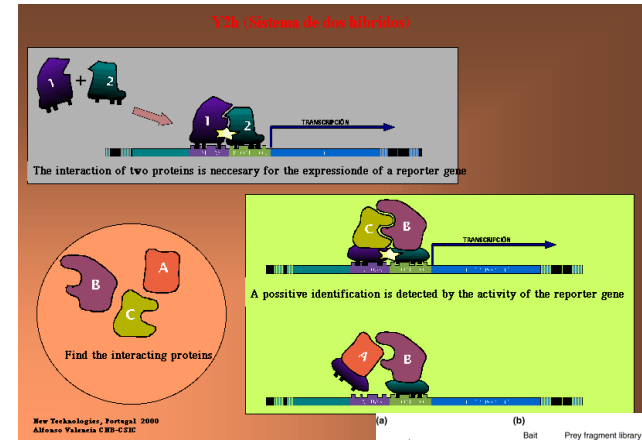 Y2h (Sistema de dos híbridos)
1 + 2
1 2
TRANSCRIPCIÓN
The interaction of two proteins is neccesary for the expressionde of a reporter gene
C B
TRANSCRIPCIÓN
A possitive identification is detected by the activity of the reporter gene
A
B
C
Find the interacting proteins
A B
New Technologies, Portugal 2000
Alfonso Valencia CNB-CSIC
(a) (b)
Bait Prey fragment library